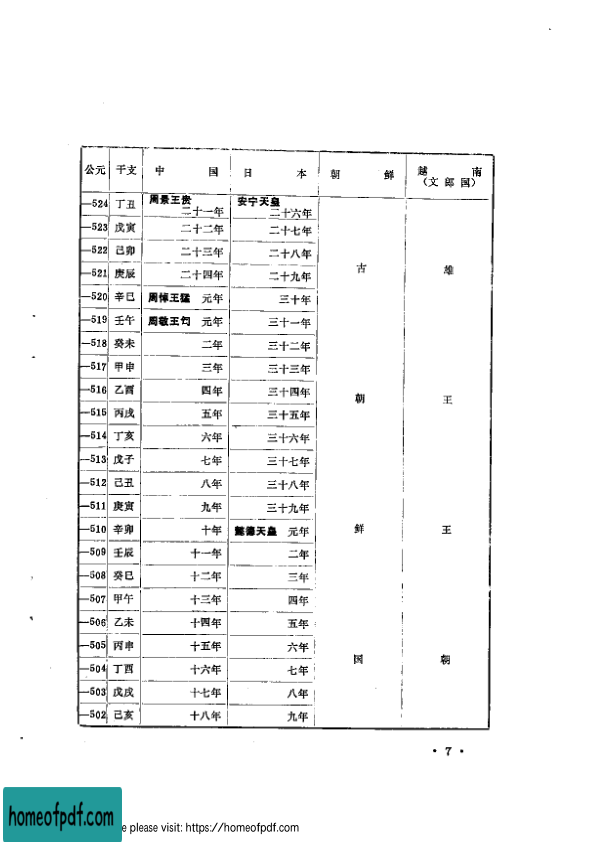 公元 干支 中 国 日 本 朝 鲜 越 南
(文 郎 国)
—524 丁丑 周景王贵 二十一年 安宁天皇 二十六年
—523 戊寅 二十二年 二十七年
—522 己卯 二十三年 二十八年
—521 庚辰 二十四年 二十九年 古 雄
—520 辛巳 周悼王猛 元年 三十年
—519 壬午 周敬王匄 元年 三十一年
—518 癸未 二年 三十二年
—517 甲申 三年 三十三年
—516 乙酉 四年 三十四年 朝 王
—515 丙戌 五年 三十五年
—514 丁亥 六年 三十六年
—513 戊子 七年 三十七年
—512 己丑 八年 三十八年
—511 庚寅 九年 三十九年
—510 辛卯 十年 懿德天皇 元年 鲜 王
—509 壬辰 十一年 二年
—508 癸巳 十二年 三年
—507 甲午 十三年 四年
—506 乙未 十四年 五年
—505 丙申 十五年 六年 国 朝
—504 丁酉 十六年 七年
—503 戊戌 十七年 八年
—502 己亥 十八年 九年
• 7 •
homeofpdf.com
please visit: https://homeofpdf.com